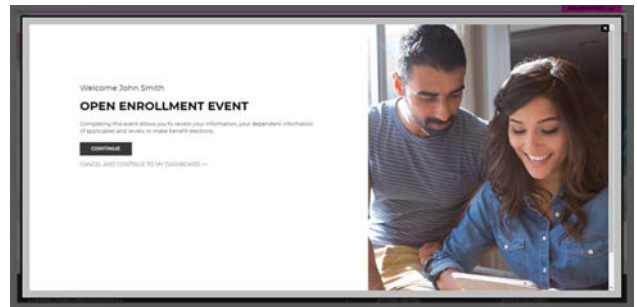 Welcome John Smith
OPEN ENROLLMENT EVENT
Completing this event allows you to review your information, your dependent information
(if applicable) and review or make benefit elections.
CONTINUE
CANCEL AND CONTINUE TO MY DASHBOARD >>